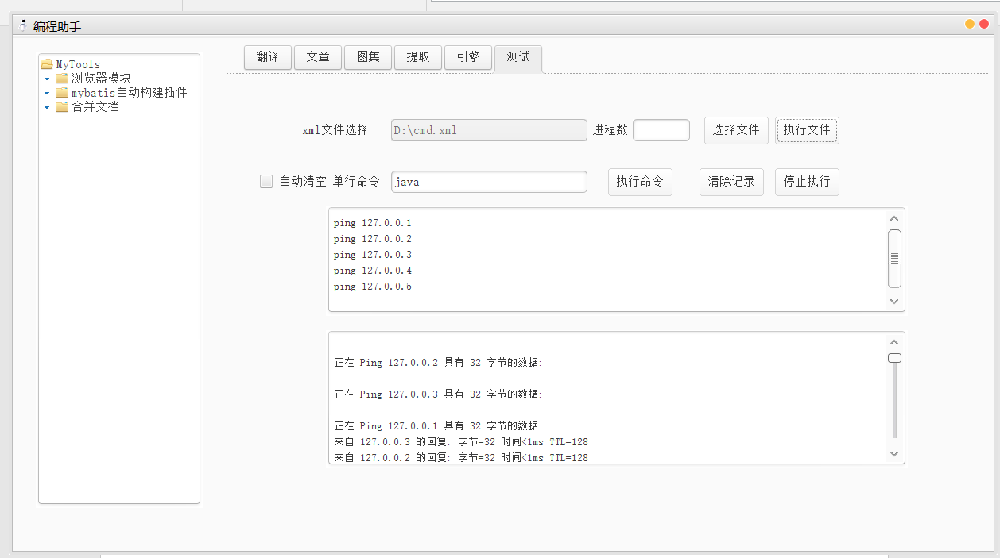 编程助手
MyTools
浏览器模块
mybatis自动构建插件
合并文档
翻译 文章 图集 提取 引擎 测试
xml文件选择 D:\cmd.xml 进程数 选择文件 执行文件
自动清空 单行命令 java 执行命令 清除记录 停止执行
ping 127.0.0.1
ping 127.0.0.2
ping 127.0.0.3
ping 127.0.0.4
ping 127.0.0.5
正在 Ping 127.0.0.2 具有 32 字节的数据:
正在 Ping 127.0.0.3 具有 32 字节的数据:
正在 Ping 127.0.0.1 具有 32 字节的数据:
来自 127.0.0.3 的回复: 字节=32 时间<1ms TTL=128
来自 127.0.0.2 的回复: 字节=32 时间<1ms TTL=128